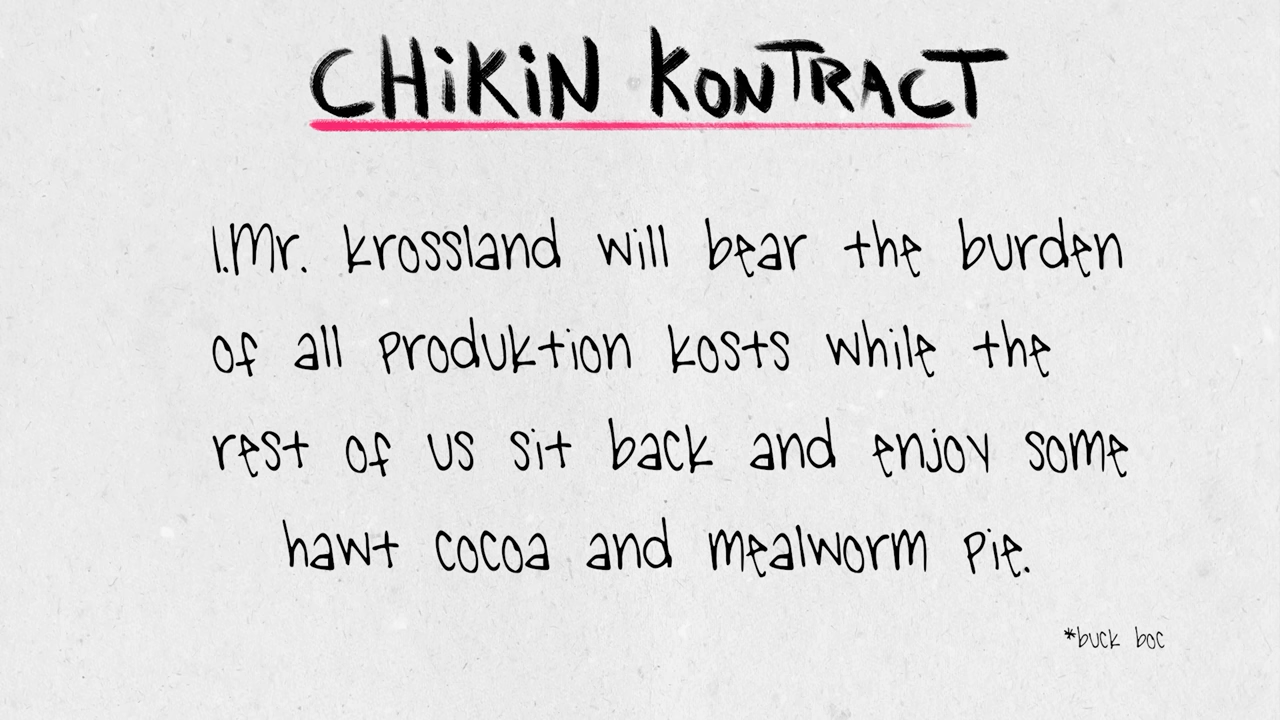 CHiKiN KONTRACT
1.Mr. krossland will bear the burden
of all produktion kosts while the
rest of us sit back and enjoy some
hawt cocoa and mealworm pie.
*buck boc